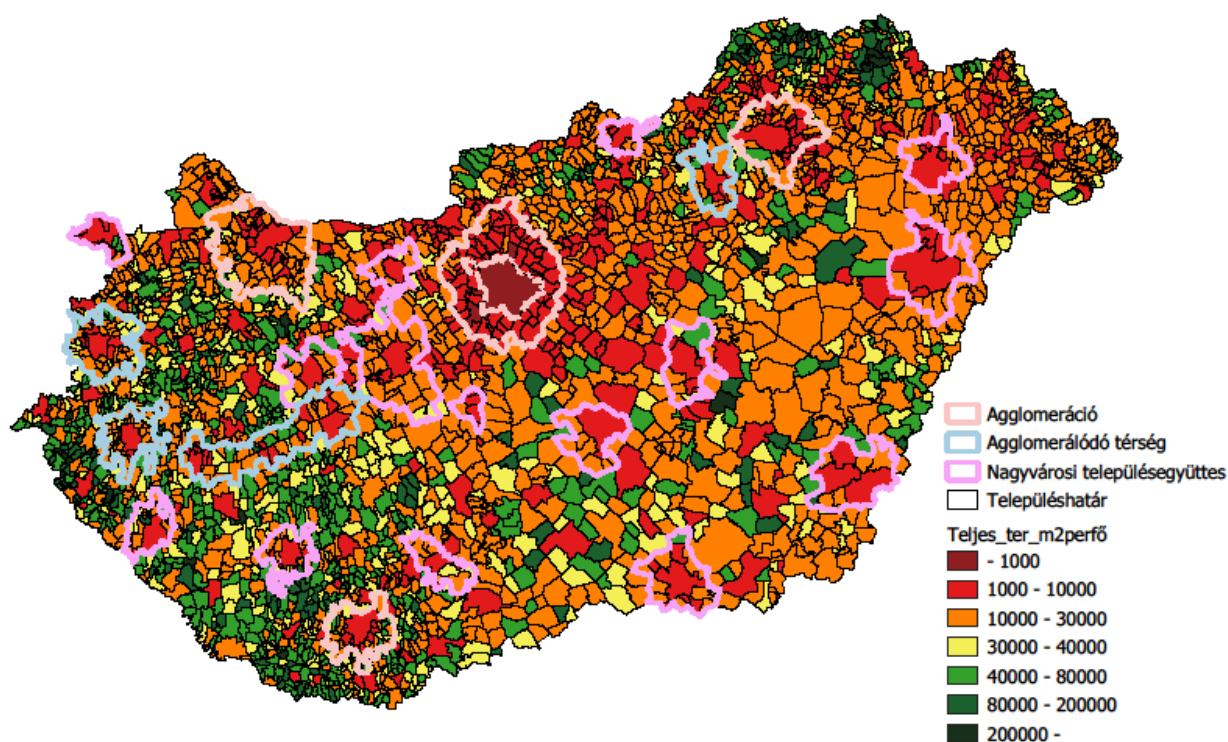 Agglomeráció
Agglomerálódó térség
Nagyvárosi településegyüttes
Településhatár
Teljes_ter_m2perfő
- 1000
1000 - 10000
10000 - 30000
30000 - 40000
40000 - 80000
80000 - 200000
200000 -